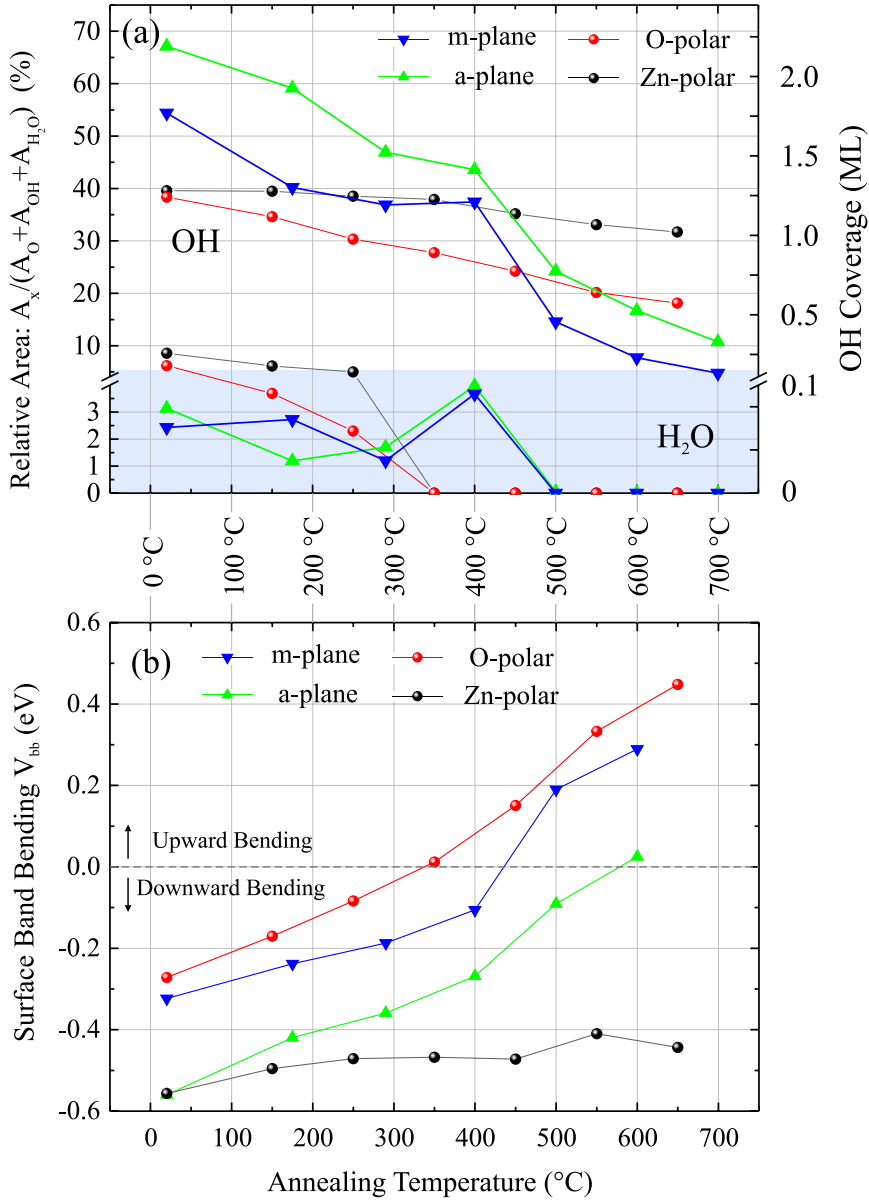 (a)
m-plane
O-polar
a-plane
Zn-polar
70
60
50
40
30
20
10
3
2
1
0
Relative Area: Aₓ/(A_O+A_OH+A_H₂O) (%)
2.0
1.5
1.0
0.5
0.1
0
OH Coverage (ML)
OH
H₂O
0 °C
100 °C
200 °C
300 °C
400 °C
500 °C
600 °C
700 °C
(b)
m-plane
O-polar
a-plane
Zn-polar
0.6
0.4
0.2
0.0
-0.2
-0.4
-0.6
Surface Band Bending V_bb (eV)
Upward Bending
Downward Bending
0
100
200
300
400
500
600
700
Annealing Temperature (°C)